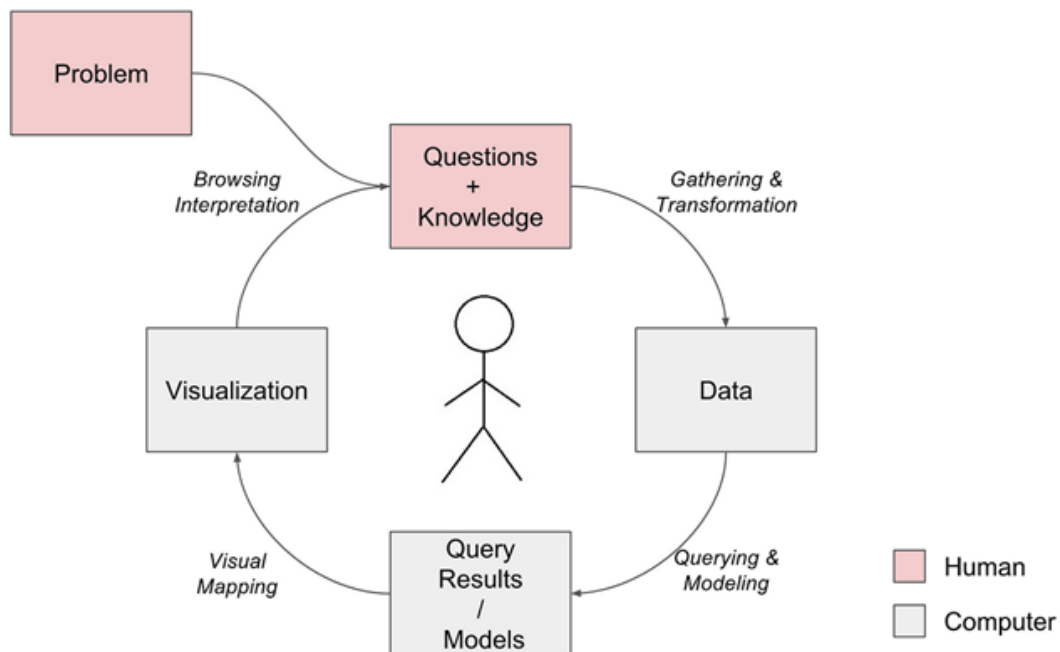 Problem
Questions
+
Knowledge
Browsing
Interpretation
Gathering &
Transformation
Visualization
Data
Query
Results
/
Models
Visual
Mapping
Querying &
Modeling
Human
Computer